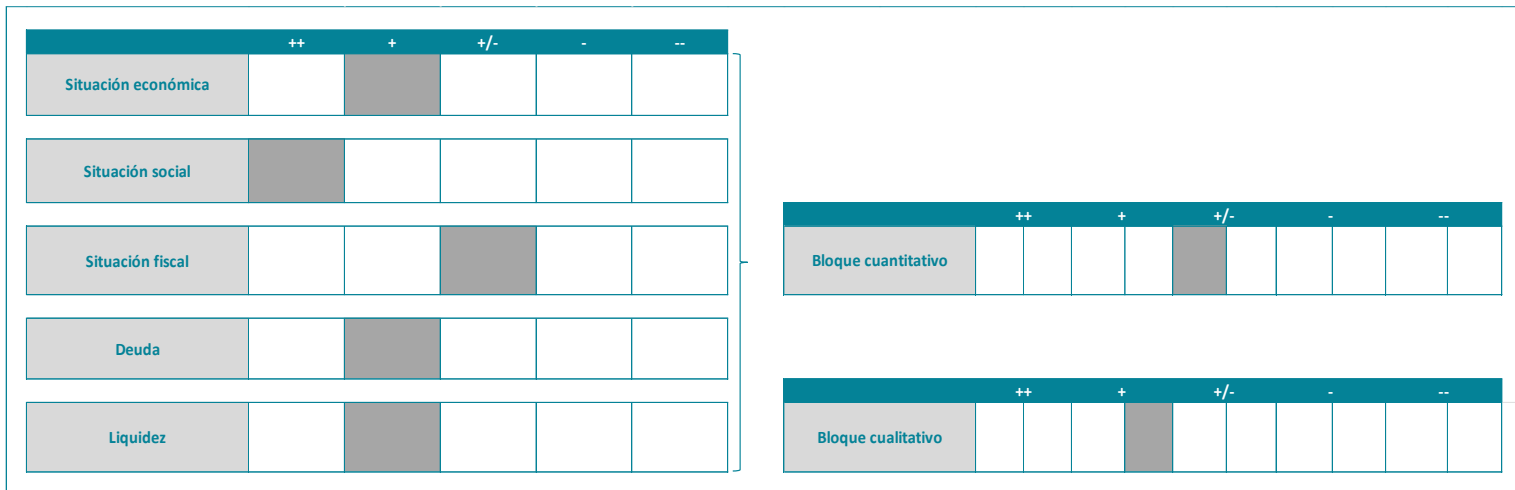 ++ + +/- - --
Situación económica
Situación social
Situación fiscal
Deuda
Liquidez
++ + +/- - --
Bloque cuantitativo
++ + +/- - --
Bloque cualitativo